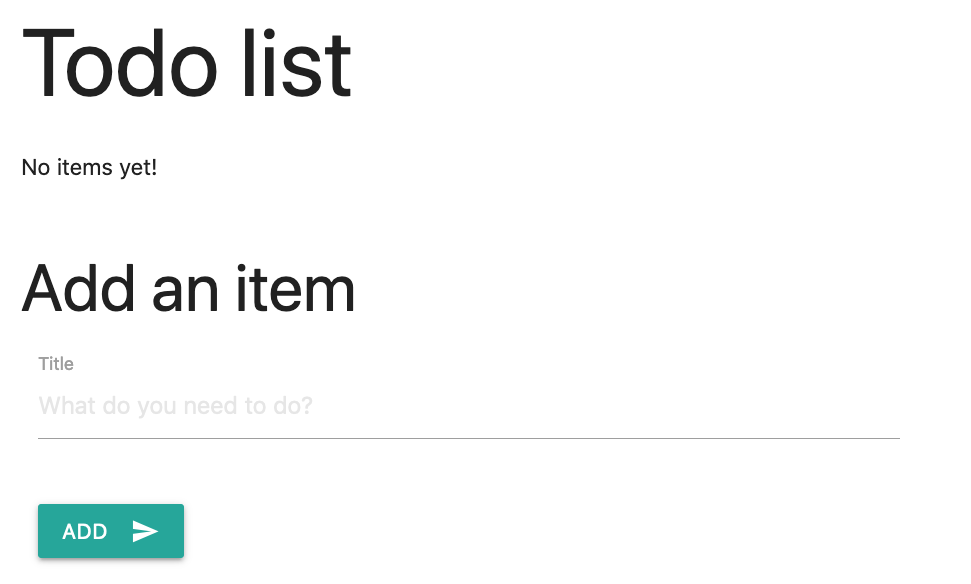 Todo list
No items yet!
Add an item
Title
What do you need to do?
ADD